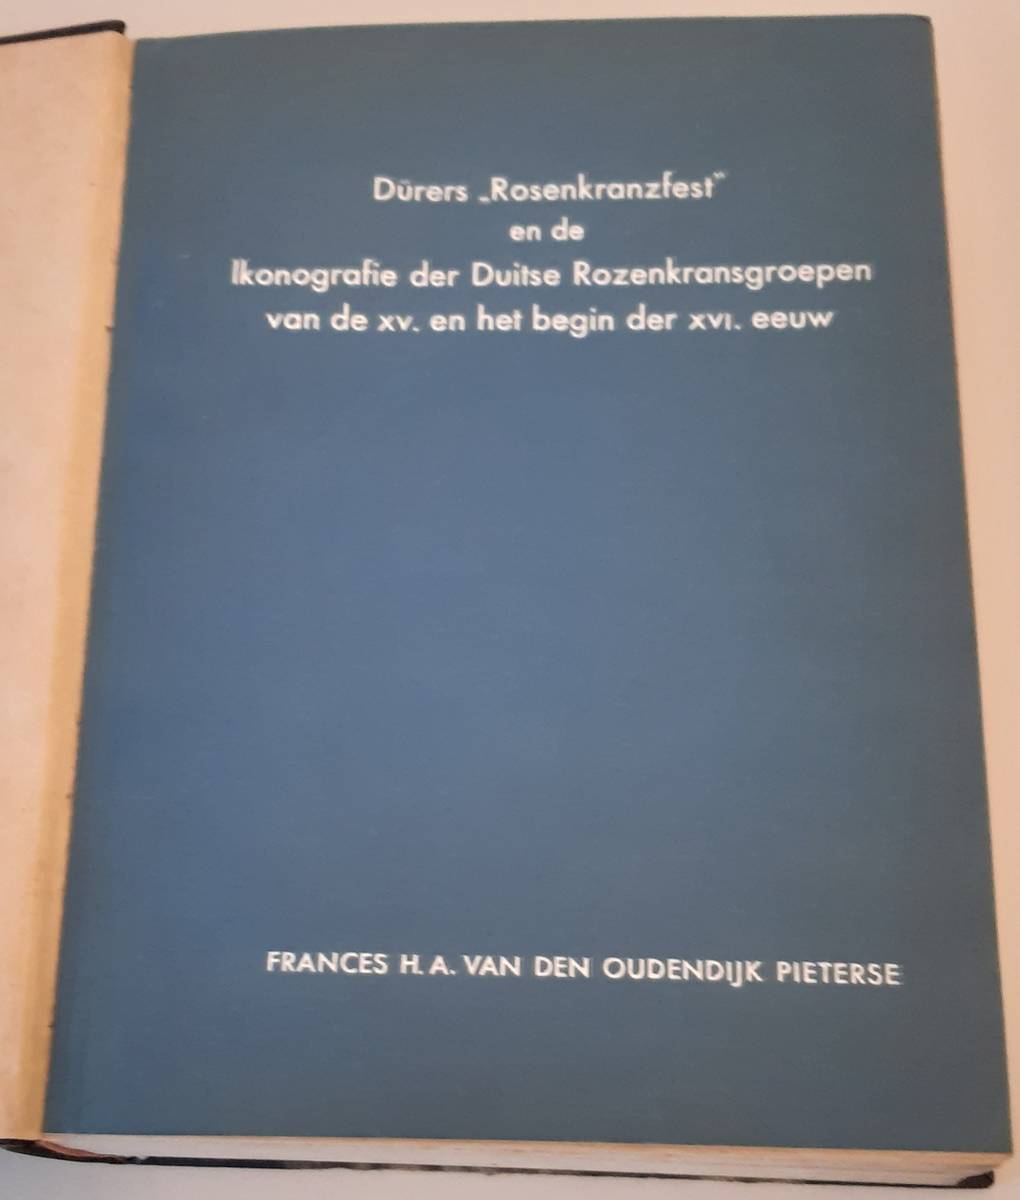 Dürers „Rosenkranzfest”
en de
Ikonografie der Duitse Rozenkransgroepen
van de xv. en het begin der xvi. eeuw
FRANCES H. A. VAN DEN OUDENDIJK PIETERSE